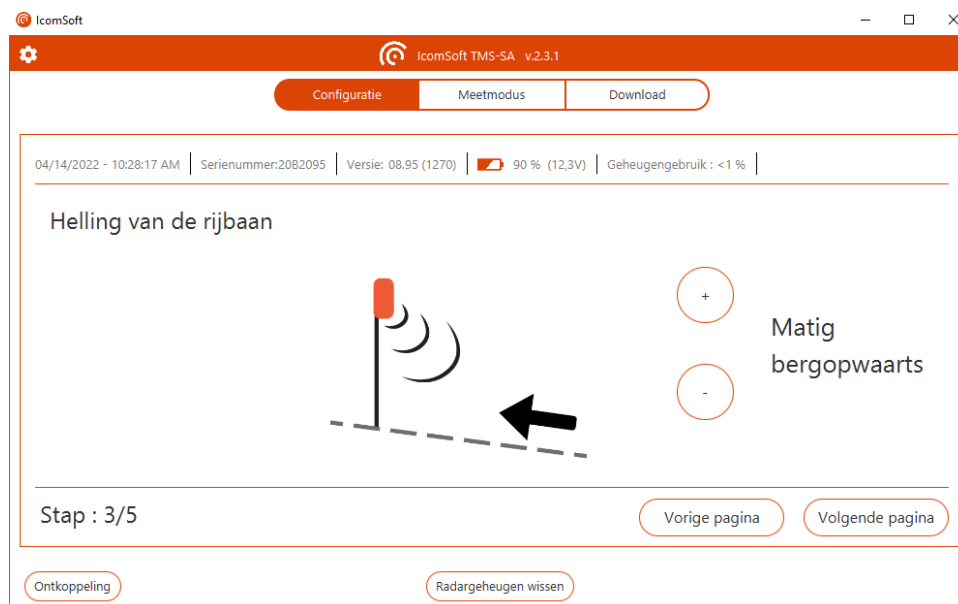 IcomSoft
IcomSoft TMS-SA v.2.3.1
Configuratie Meetmodus Download
04/14/2022 - 10:28:17 AM Serienummer:20B2095 Versie: 08.95 (1270) 90 % (12,3V) Geheugengebruik : <1 %
Helling van de rijbaan
+
Matig
bergopwaarts
-
Stap : 3/5
Vorige pagina Volgende pagina
Ontkoppeling Radargeheugen wissen